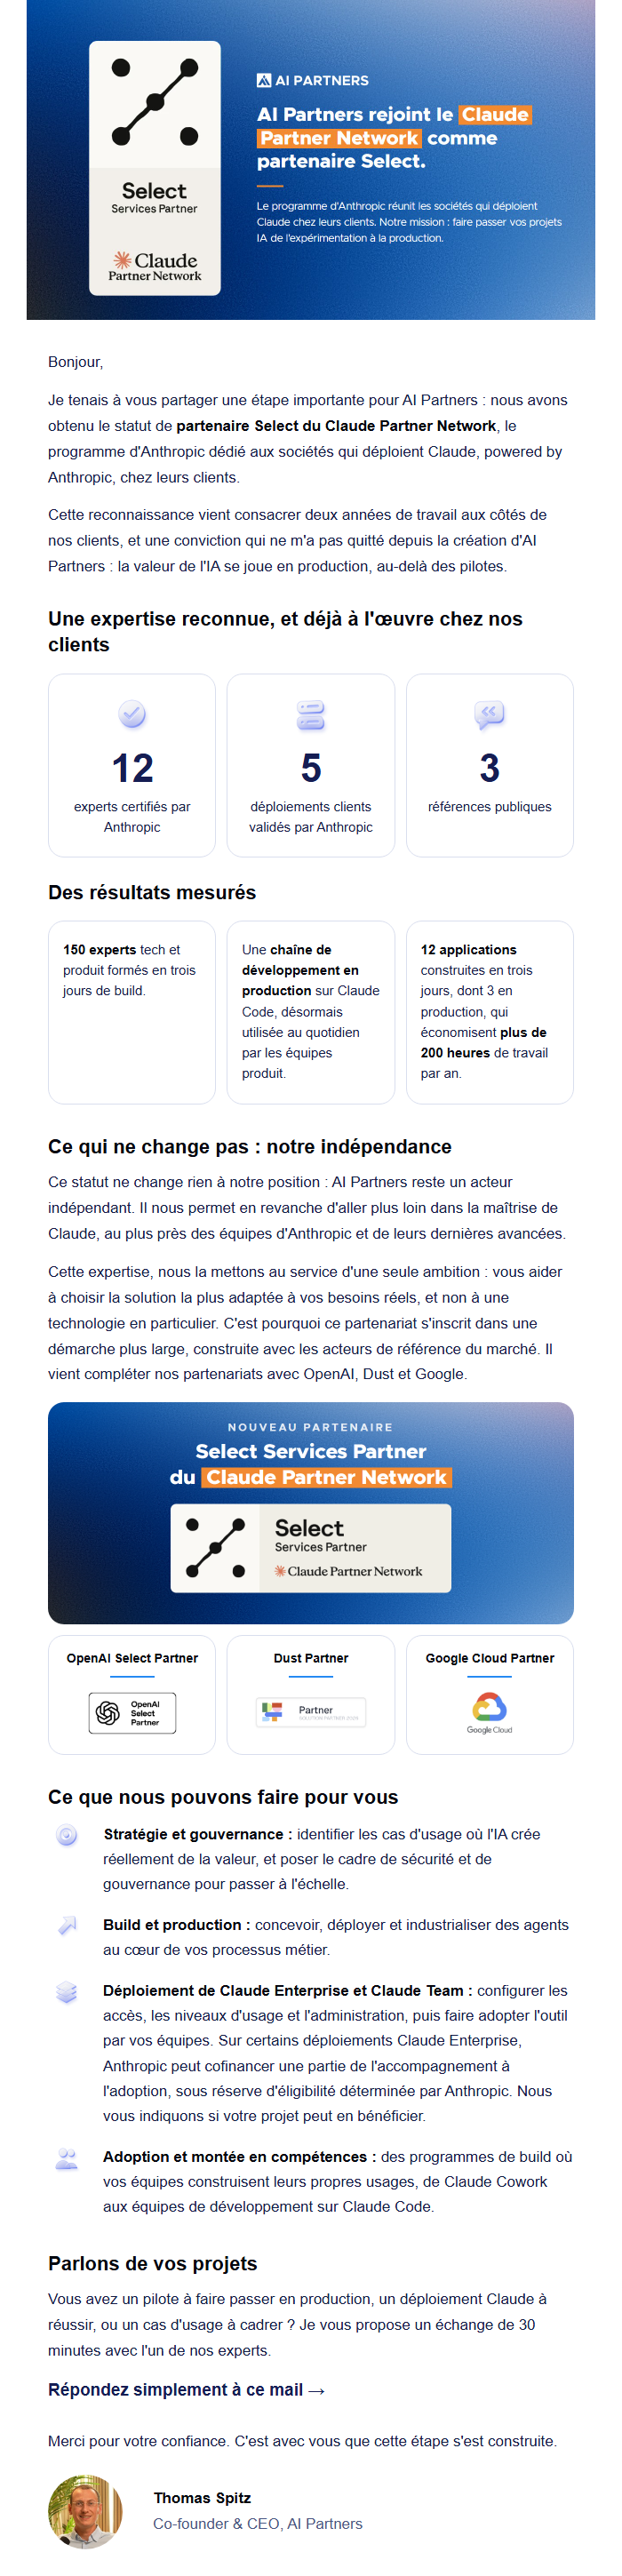 Select
Services Partner
Claude
Partner Network
AI PARTNERS
AI Partners rejoint le Claude
Partner Network comme
partenaire Select.
Le programme d'Anthropic réunit les sociétés qui déploient
Claude chez leurs clients. Notre mission : faire passer vos projets
IA de l'expérimentation à la production.
Bonjour,
Je tenais à vous partager une étape importante pour AI Partners : nous avons
obtenu le statut de partenaire Select du Claude Partner Network, le
programme d'Anthropic dédié aux sociétés qui déploient Claude, powered by
Anthropic, chez leurs clients.
Cette reconnaissance vient consacrer deux années de travail aux côtés de
nos clients, et une conviction qui ne m'a pas quitté depuis la création d'AI
Partners : la valeur de l'IA se joue en production, au-delà des pilotes.
Une expertise reconnue, et déjà à l'œuvre chez nos
clients
12
experts certifiés par
Anthropic
5
déploiements clients
validés par Anthropic
3
références publiques
Des résultats mesurés
150 experts tech et
produit formés en trois
jours de build.
Une chaîne de
développement en
production sur Claude
Code, désormais
utilisée au quotidien
par les équipes
produit.
12 applications
construites en trois
jours, dont 3 en
production, qui
économisent plus de
200 heures de travail
par an.
Ce qui ne change pas : notre indépendance
Ce statut ne change rien à notre position : AI Partners reste un acteur
indépendant. Il nous permet en revanche d'aller plus loin dans la maîtrise de
Claude, au plus près des équipes d'Anthropic et de leurs dernières avancées.
Cette expertise, nous la mettons au service d'une seule ambition : vous aider
à choisir la solution la plus adaptée à vos besoins réels, et non à une
technologie en particulier. C'est pourquoi ce partenariat s'inscrit dans une
démarche plus large, construite avec les acteurs de référence du marché. Il
vient compléter nos partenariats avec OpenAI, Dust et Google.
NOUVEAU PARTENAIRE
Select Services Partner
du Claude Partner Network
Select
Services Partner
Claude Partner Network
OpenAI Select Partner
OpenAI
Select
Partner
Dust Partner
Partner
Google Cloud Partner
Google Cloud
Ce que nous pouvons faire pour vous
Stratégie et gouvernance : identifier les cas d'usage où l'IA crée
réellement de la valeur, et poser le cadre de sécurité et de
gouvernance pour passer à l'échelle.
Build et production : concevoir, déployer et industrialiser des agents
au cœur de vos processus métier.
Déploiement de Claude Enterprise et Claude Team : configurer les
accès, les niveaux d'usage et l'administration, puis faire adopter l'outil
par vos équipes. Sur certains déploiements Claude Enterprise,
Anthropic peut cofinancer une partie de l'accompagnement à
l'adoption, sous réserve d'éligibilité déterminée par Anthropic. Nous
vous indiquons si votre projet peut en bénéficier.
Adoption et montée en compétences : des programmes de build où
vos équipes construisent leurs propres usages, de Claude Cowork
aux équipes de développement sur Claude Code.
Parlons de vos projets
Vous avez un pilote à faire passer en production, un déploiement Claude à
réussir, ou un cas d'usage à cadrer ? Je vous propose un échange de 30
minutes avec l'un de nos experts.
Répondez simplement à ce mail →
Merci pour votre confiance. C'est avec vous que cette étape s'est construite.
Thomas Spitz
Co-founder & CEO, AI Partners